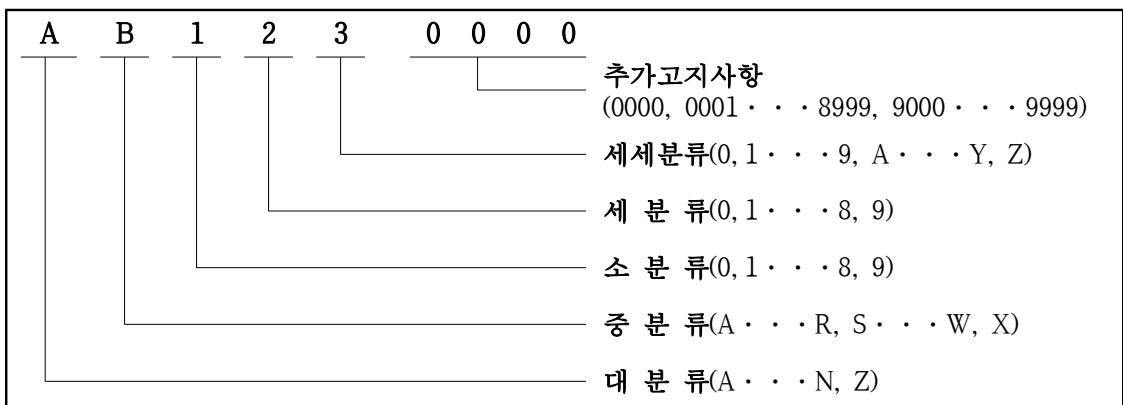 A B 1 2 3 0 0 0 0
추가고지사항
(0000, 0001・・・8999, 9000・・・9999)
세세분류(0,1・・・9, A・・・Y, Z)
세 분 류(0,1・・・8, 9)
소 분 류(0,1・・・8, 9)
중 분 류(A・・・R, S・・・W, X)
대 분 류(A・・・N, Z)